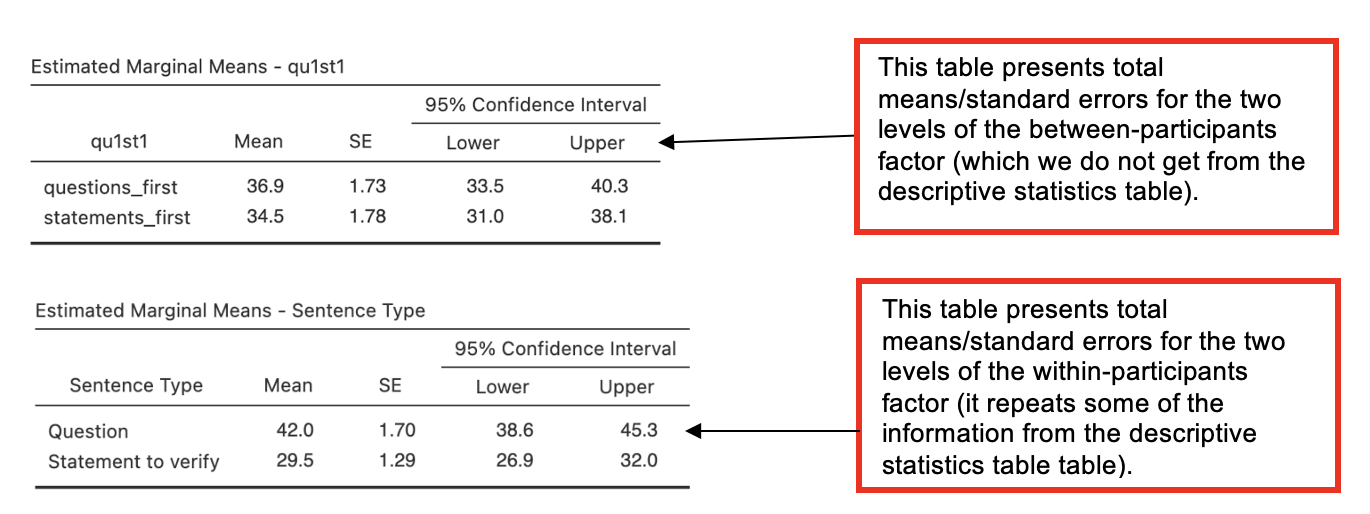 Estimated Marginal Means - qu1st1
95% Confidence Interval
qu1st1 Mean SE Lower Upper
questions_first 36.9 1.73 33.5 40.3
statements_first 34.5 1.78 31.0 38.1
This table presents total
means/standard errors for the two
levels of the between-participants
factor (which we do not get from the
descriptive statistics table).
Estimated Marginal Means - Sentence Type
95% Confidence Interval
Sentence Type Mean SE Lower Upper
Question 42.0 1.70 38.6 45.3
Statement to verify 29.5 1.29 26.9 32.0
This table presents total
means/standard errors for the two
levels of the within-participants
factor (it repeats some of the
information from the descriptive
statistics table table).